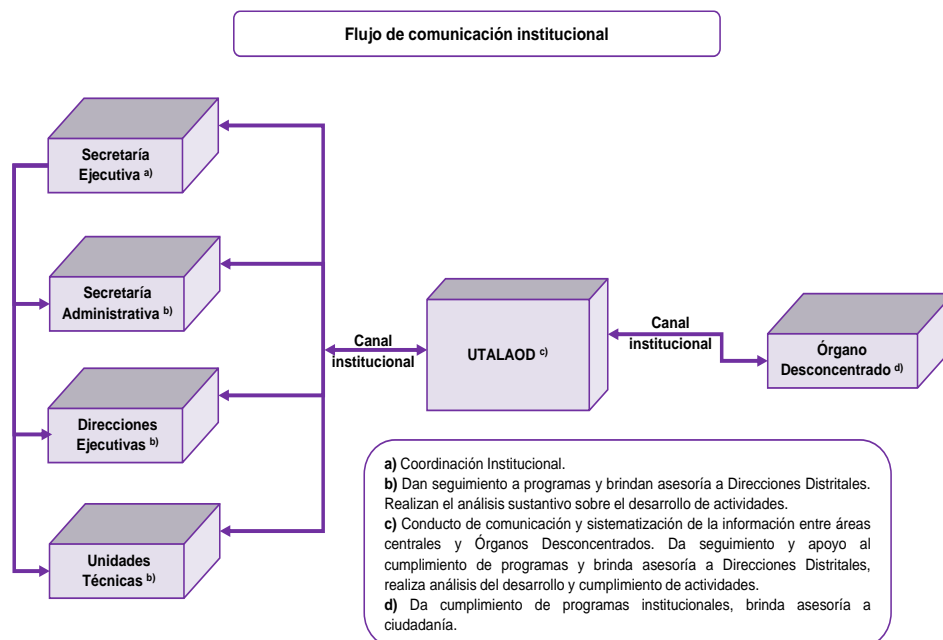 Flujo de comunicación institucional
Secretaría
Ejecutiva a)
Secretaría
Administrativa b)
Direcciones
Ejecutivas b)
Unidades
Técnicas b)
Canal
institucional
UTALAOD c)
Canal
institucional
Órgano
Desconcentrado d)
a) Coordinación Institucional.
b) Dan seguimiento a programas y brindan asesoría a Direcciones Distritales.
Realizan el análisis sustantivo sobre el desarrollo de actividades.
c) Conducto de comunicación y sistematización de la información entre áreas
centrales y Órganos Desconcentrados. Da seguimiento y apoyo al
cumplimiento de programas y brinda asesoría a Direcciones Distritales,
realiza análisis del desarrollo y cumplimiento de actividades.
d) Da cumplimiento de programas institucionales, brinda asesoría a
ciudadanía.